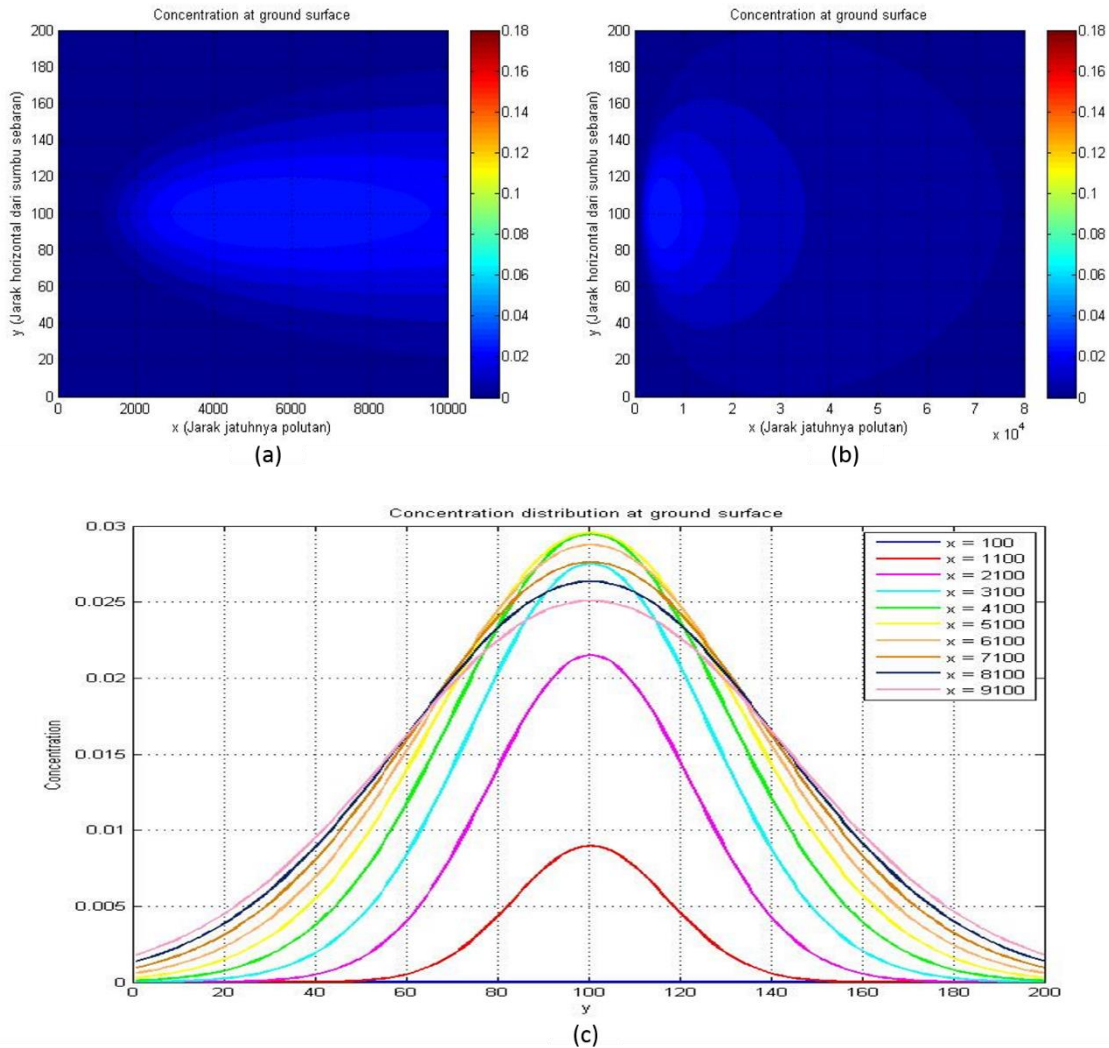 Concentration at ground surface
200
180
160
140
120
100
80
60
40
20
0
y (Jarak horizontal dari sumbu sebaran)
0 2000 4000 6000 8000 10000
x (Jarak jatuhnya polutan)
0.18
0.16
0.14
0.12
0.1
0.08
0.06
0.04
0.02
0
(a)
Concentration at ground surface
200
180
160
140
120
100
80
60
40
20
0
y (Jarak horizontal dari sumbu sebaran)
0 1 2 3 4 5 6 7 8
x (Jarak jatuhnya polutan)
x 10^4
0.18
0.16
0.14
0.12
0.1
0.08
0.06
0.04
0.02
0
(b)
Concentration distribution at ground surface
0.03
0.025
0.02
0.015
0.01
0.005
0
Concentration
0 20 40 60 80 100 120 140 160 180 200
y
x = 100
x = 1100
x = 2100
x = 3100
x = 4100
x = 5100
x = 6100
x = 7100
x = 8100
x = 9100
(c)